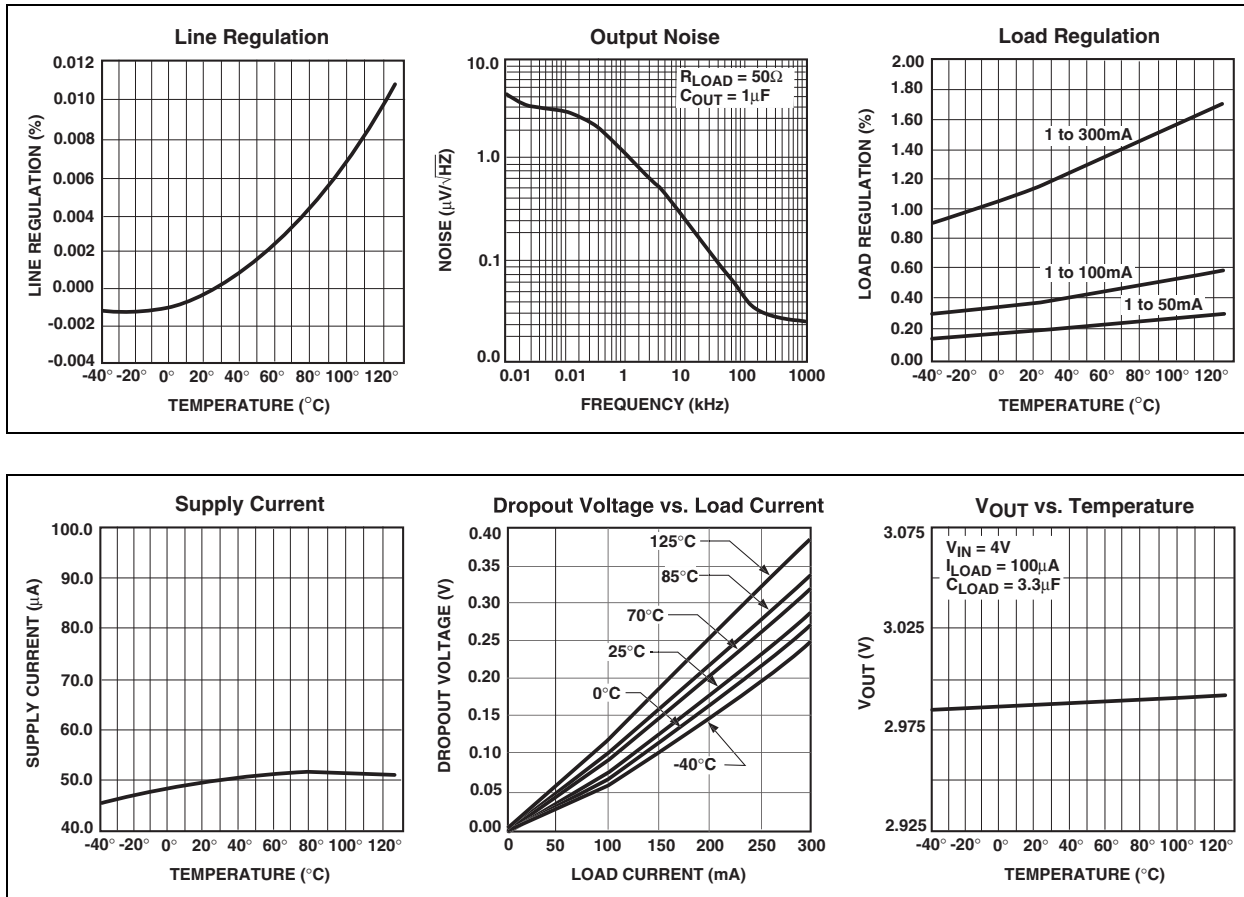 Line Regulation
0.012
0.010
0.008
0.006
0.004
0.002
0.000
-0.002
-0.004
LINE REGULATION (%)
-40° -20° 0° 20° 40° 60° 80° 100° 120°
TEMPERATURE (°C)
Output Noise
RLOAD = 50Ω
COUT = 1μF
10.0
1.0
0.1
0.0
NOISE (μV/√HZ)
0.01 0.01 1 10 100 1000
FREQUENCY (kHz)
Load Regulation
2.00
1.80
1.60
1.40
1.20
1.00
0.80
0.60
0.40
0.20
0.00
LOAD REGULATION (%)
1 to 300mA
1 to 100mA
1 to 50mA
-40° -20° 0° 20° 40° 60° 80° 100° 120°
TEMPERATURE (°C)
Supply Current
100.0
90.0
80.0
70.0
60.0
50.0
40.0
SUPPLY CURRENT (μA)
-40° -20° 0° 20° 40° 60° 80° 100° 120°
TEMPERATURE (°C)
Dropout Voltage vs. Load Current
0.40
0.35
0.30
0.25
0.20
0.15
0.10
0.05
0.00
DROPOUT VOLTAGE (V)
125°C
85°C
70°C
25°C
0°C
-40°C
0 50 100 150 200 250 300
LOAD CURRENT (mA)
VOUT vs. Temperature
VIN = 4V
ILOAD = 100μA
CLOAD = 3.3μF
3.075
3.025
2.975
2.925
VOUT (V)
-40° -20° 0° 20° 40° 60° 80° 100° 120°
TEMPERATURE (°C)